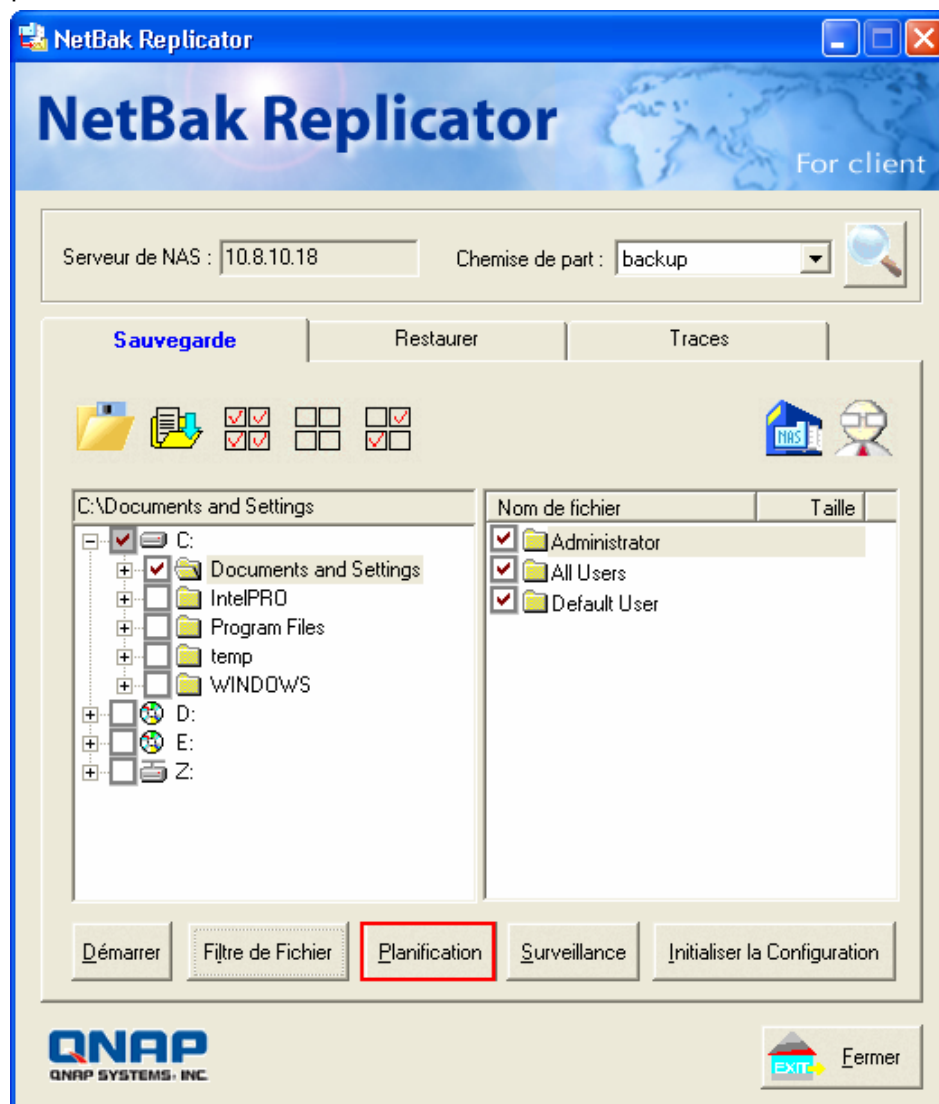 NetBak Replicator
NetBak Replicator
For client
Serveur de NAS : 10.8.10.18 Chemise de part : backup
Sauvegarde Restaurer Traces
NAS
C:\Documents and Settings
C:
Documents and Settings
IntelPRO
Program Files
temp
WINDOWS
D:
E:
Z:
Nom de fichier Taille
Administrator
All Users
Default User
Démarrer Filtre de Fichier Planification Surveillance Initialiser la Configuration
QNAP
QNAP SYSTEMS, INC.
EXIT Fermer